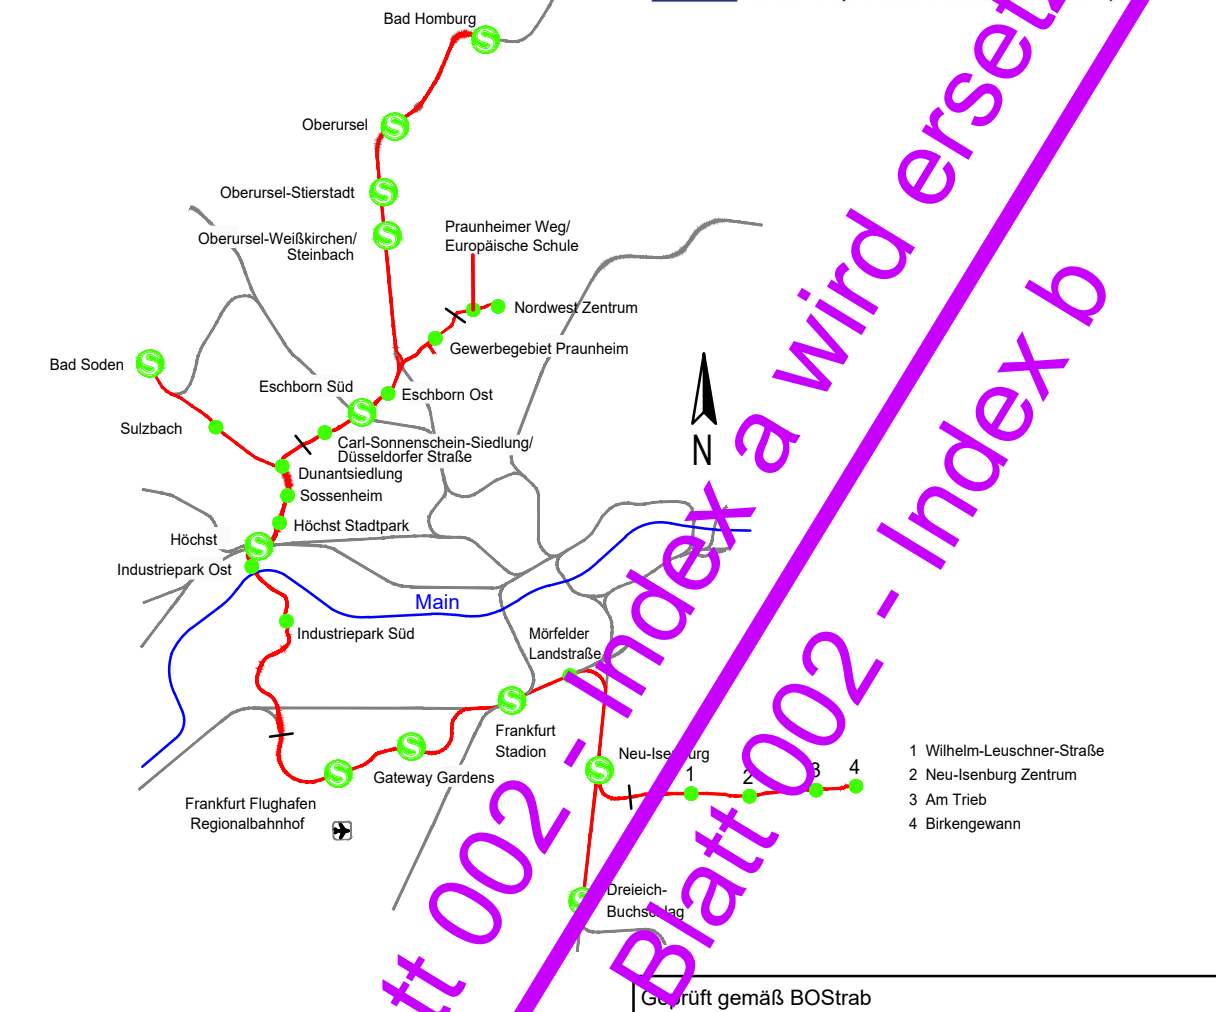 Bad Homburg
Oberursel
Oberursel-Stierstadt
Oberursel-Weißkirchen/
Steinbach
Praunheimer Weg/
Europäische Schule
Nordwest Zentrum
Gewerbegebiet Praunheim
Bad Soden
Eschborn Süd
Eschborn Ost
Sulzbach
Carl-Sonnenschein-Siedlung/
Düsseldorfer Straße
Dunantsiedlung
Sossenheim
Höchst Stadtpark
Höchst
Industriepark Ost
Main
Industriepark Süd
Mörfelder
Landstraße
N
Frankfurt
Stadion
Gateway Gardens
Frankfurt Flughafen
Regionalbahnhof
Neu-Isenburg
1
2
3
4
1 Wilhelm-Leuschner-Straße
2 Neu-Isenburg Zentrum
3 Am Trieb
4 Birkengewann
Dreieich-
Buchschlag
tt 002 - Index a wird ersetz
Blatt 002 - Index b
Geprüft gemäß BOStrab